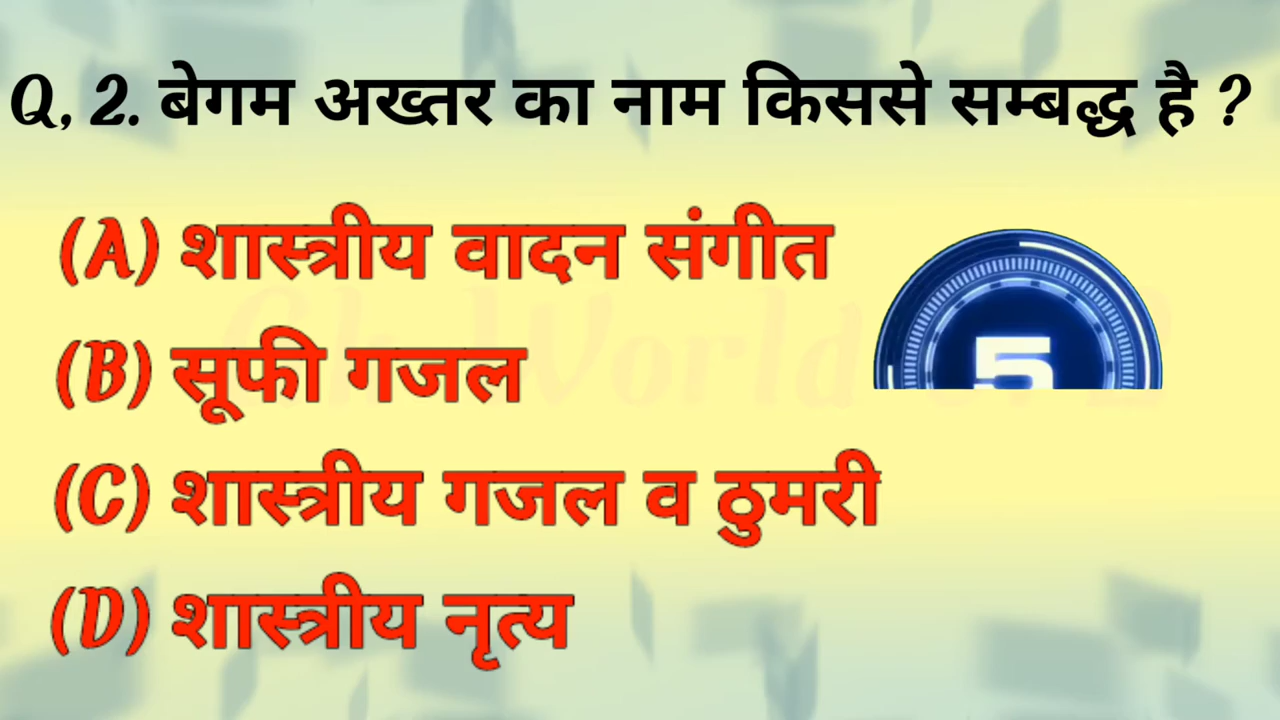 Q, 2. बेगम अख्तर का नाम किससे सम्बद्ध है ?
(A) शास्त्रीय वादन संगीत
5
(B) सूफी गजल
(C) शास्त्रीय गजल व ठुमरी
(D) शास्त्रीय नृत्य